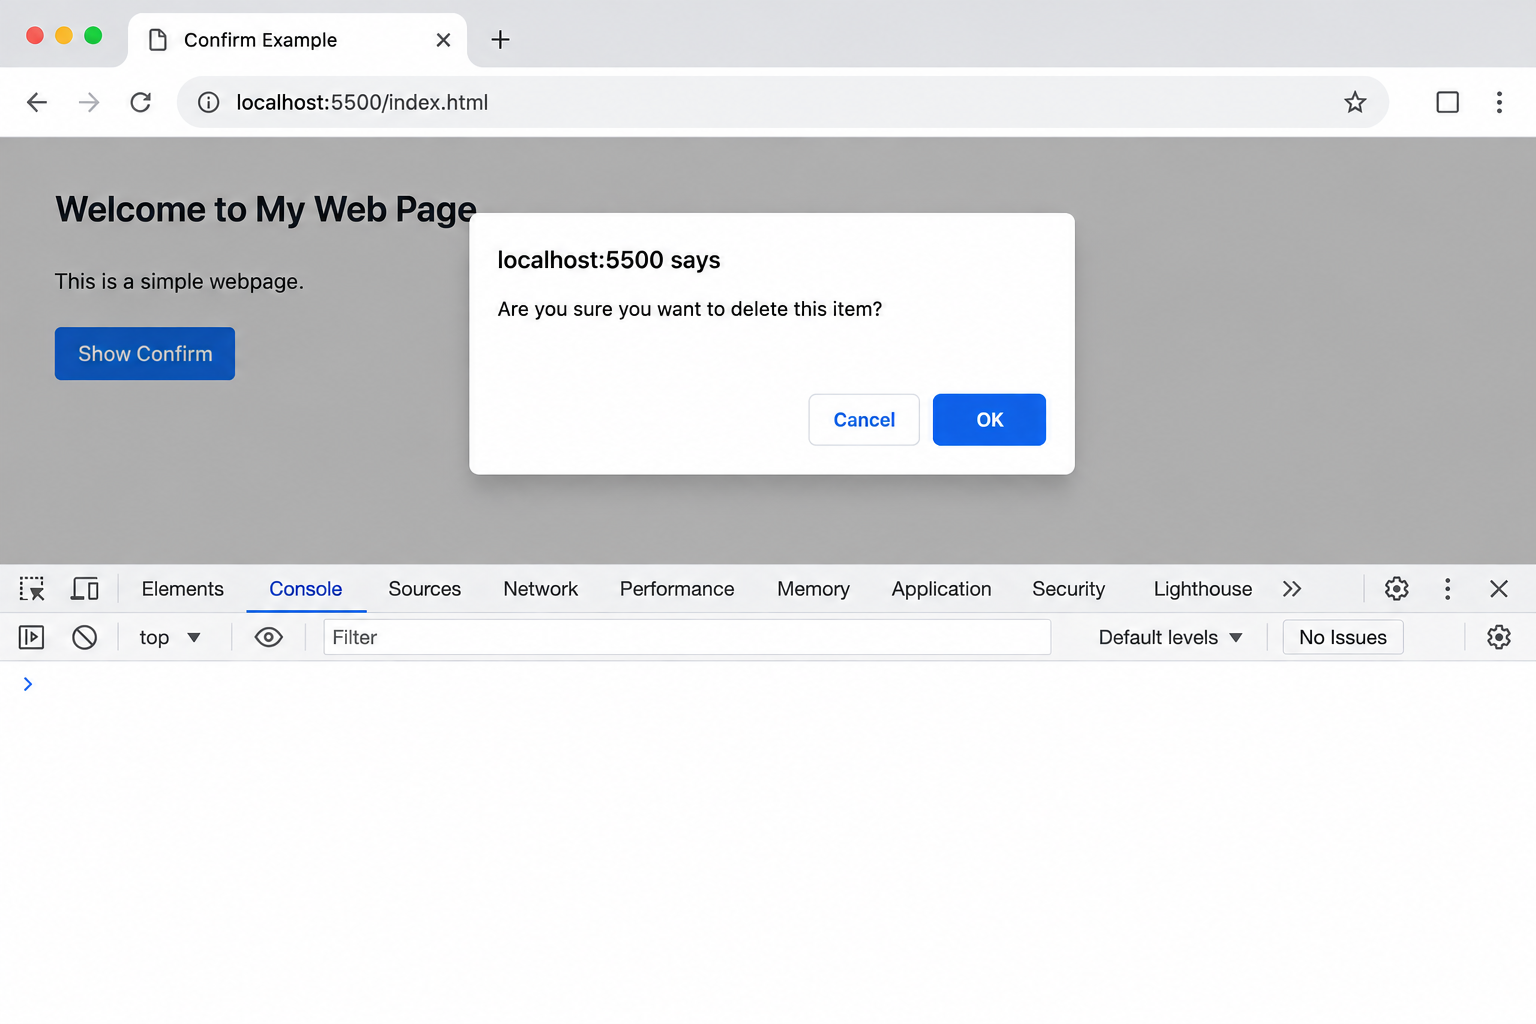 Confirm Example
localhost:5500/index.html
Welcome to My Web Page
This is a simple webpage.
Show Confirm
localhost:5500 says
Are you sure you want to delete this item?
Cancel OK
Elements Console Sources Network Performance Memory Application Security Lighthouse
top Filter Default levels No Issues